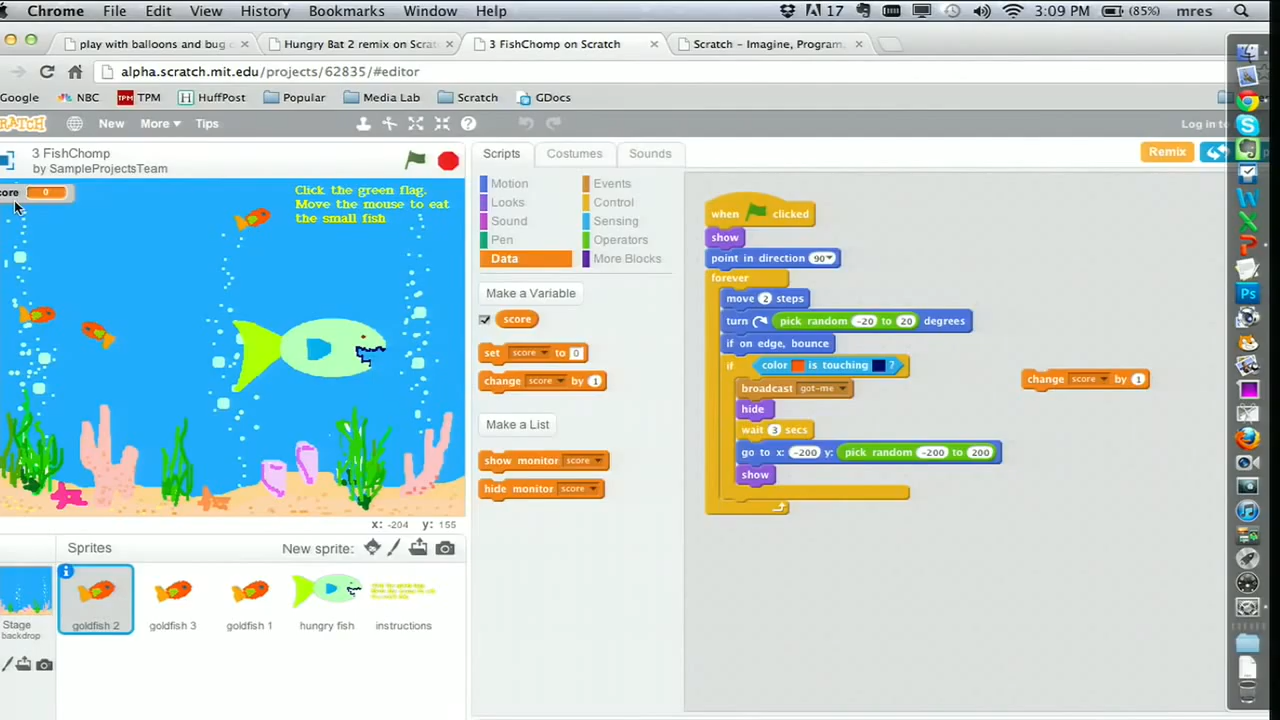 Chrome File Edit View History Bookmarks Window Help 17 3:09 PM (85%) mres
play with balloons and bug c × Hungry Bat 2 remix on Scrat × 3 FishChomp on Scratch × Scratch - Imagine, Program, ×
alpha.scratch.mit.edu/projects/62835/#editor
Google NBC TPM TPM HuffPost Popular Media Lab Scratch GDocs
RATCH New More Tips Log in to
3 FishChomp
by SampleProjectsTeam
Scripts Costumes Sounds Remix
core 0
Click the green flag.
Move the mouse to eat
the small fish
Motion Events
Looks Control
Sound Sensing
Pen Operators
Data More Blocks
Make a Variable
score
set score to 0
change score by 1
Make a List
show monitor score
hide monitor score
when clicked
show
point in direction 90
forever
move 2 steps
turn pick random -20 to 20 degrees
if on edge, bounce
if color is touching ?
broadcast got-me
hide
wait 3 secs
go to x: -200 y: pick random -200 to 200
show
change score by 1
x: -204 y: 155
Sprites New sprite:
Stage
backdrop
goldfish 2 goldfish 3 goldfish 1 hungry fish instructions